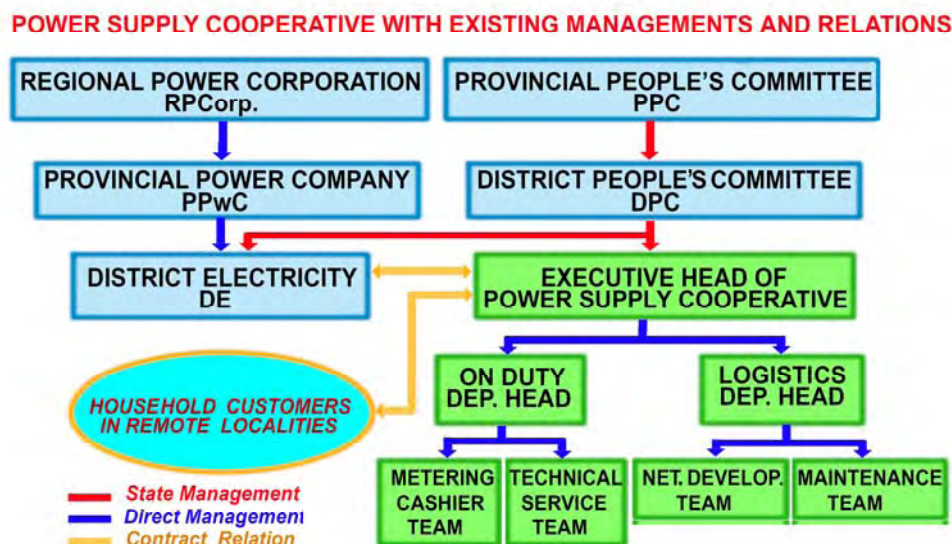 POWER SUPPLY COOPERATIVE WITH EXISTING MANAGEMENTS AND RELATIONS
REGIONAL POWER CORPORATION
RPCorp.
PROVINCIAL PEOPLE'S COMMITTEE
PPC
PROVINCIAL POWER COMPANY
PPwC
DISTRICT PEOPLE'S COMMITTEE
DPC
DISTRICT ELECTRICITY
DE
EXECUTIVE HEAD OF
POWER SUPPLY COOPERATIVE
ON DUTY
DEP. HEAD
LOGISTICS
DEP. HEAD
HOUSEHOLD CUSTOMERS
IN REMOTE LOCALITIES
METERING
CASHIER
TEAM
TECHNICAL
SERVICE
TEAM
NET. DEVELOP.
TEAM
MAINTENANCE
TEAM
State Management
Direct Management
Contract Relation